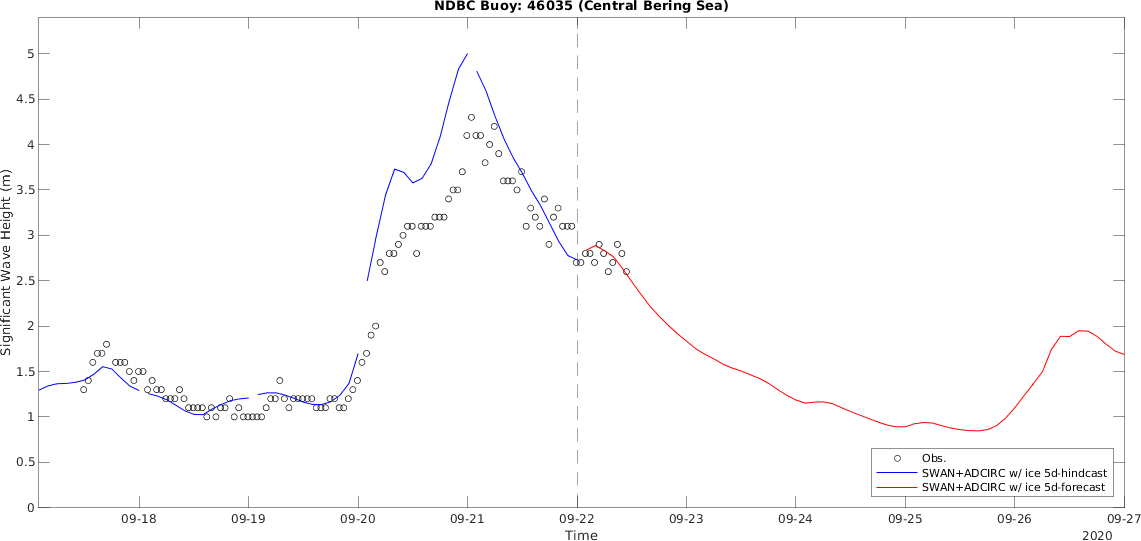 NDBC Buoy: 46035 (Central Bering Sea)
Significant Wave Height (m)
5
4.5
4
3.5
3
2.5
2
1.5
1
0.5
0
Obs.
SWAN+ADCIRC w/ ice 5d-hindcast
SWAN+ADCIRC w/ ice 5d-forecast
09-18 09-19 09-20 09-21 09-22 09-23 09-24 09-25 09-26 09-27
Time
2020